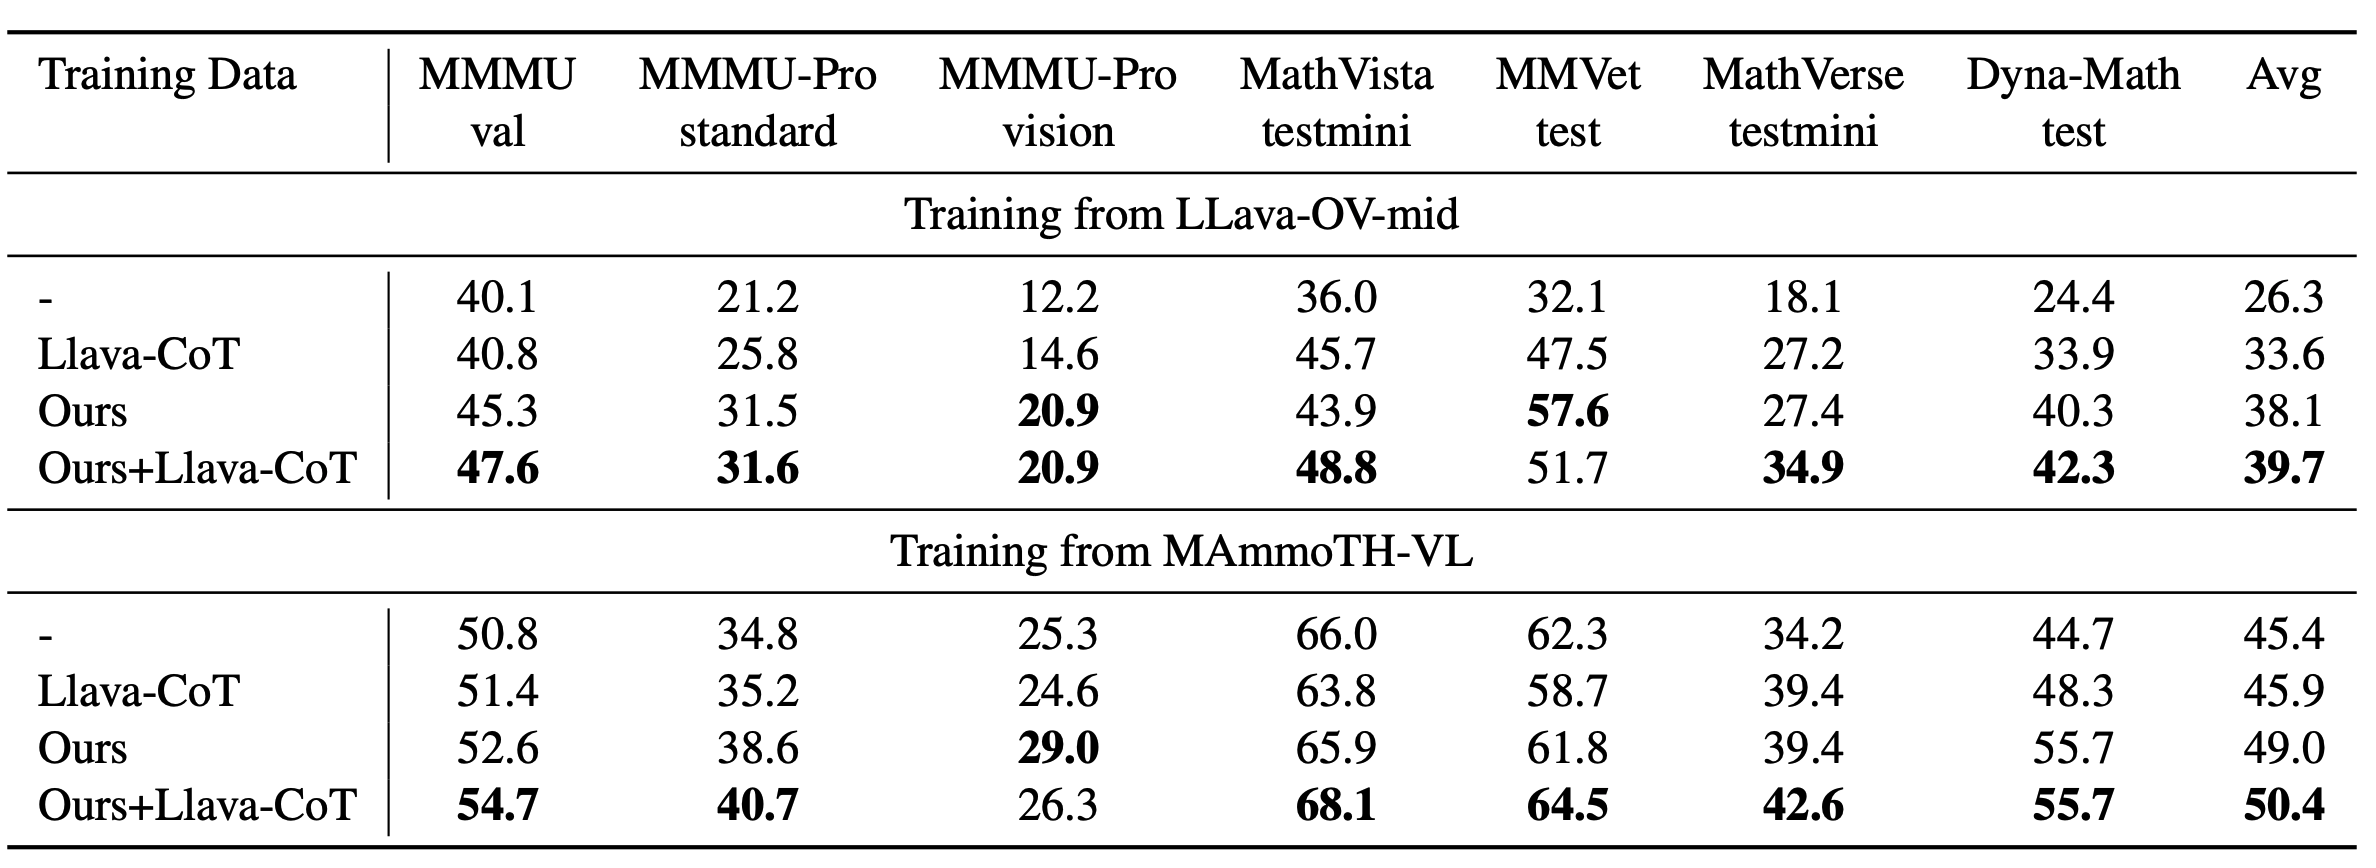 Training Data MMMU MMMU-Pro MMMU-Pro MathVista MMVet MathVerse Dyna-Math Avg
val standard vision testmini test testmini test
Training from LLava-OV-mid
- 40.1 21.2 12.2 36.0 32.1 18.1 24.4 26.3
Llava-CoT 40.8 25.8 14.6 45.7 47.5 27.2 33.9 33.6
Ours 45.3 31.5 20.9 43.9 57.6 27.4 40.3 38.1
Ours+Llava-CoT 47.6 31.6 20.9 48.8 51.7 34.9 42.3 39.7
Training from MAmmoTH-VL
- 50.8 34.8 25.3 66.0 62.3 34.2 44.7 45.4
Llava-CoT 51.4 35.2 24.6 63.8 58.7 39.4 48.3 45.9
Ours 52.6 38.6 29.0 65.9 61.8 39.4 55.7 49.0
Ours+Llava-CoT 54.7 40.7 26.3 68.1 64.5 42.6 55.7 50.4